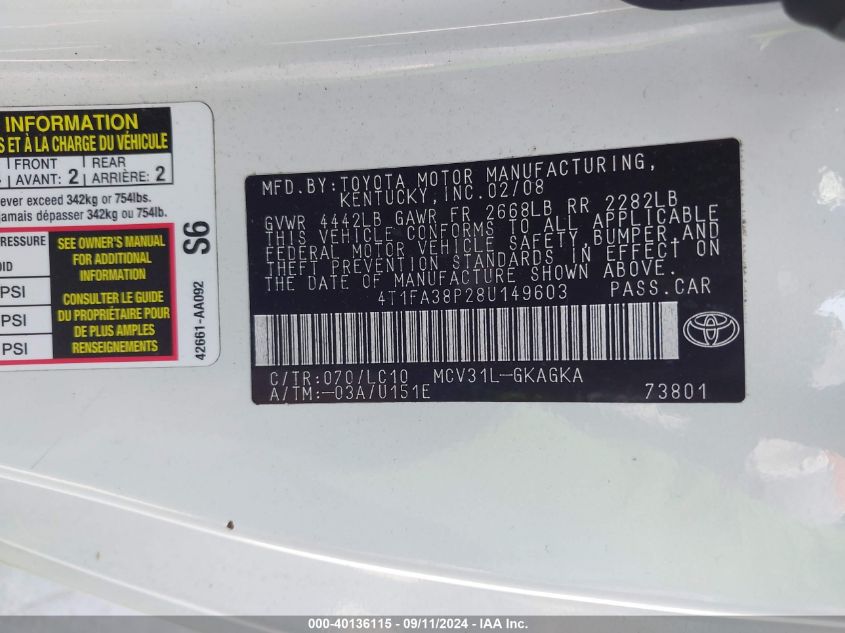 INFORMATION
S ET À LA CHARGE DU VÉHICULE
FRONT REAR
AVANT: 2 ARRIÈRE: 2
ever exceed 342kg or 754lbs.
jamais dépasser 342kg ou 754lb.
RESSURE
OID
PSI
PSI
PSI
SEE OWNER'S MANUAL
FOR ADDITIONAL
INFORMATION
CONSULTER LE GUIDE
DU PROPRIÉTAIRE POUR
DE PLUS AMPLES
RENSEIGNEMENTS
S6
42661-AA092
MFD.BY:TOYOTA MOTOR MANUFACTURING,
KENTUCKY,INC.02/08
GVWR 4442LB GAWR FR 2668LB RR 2282LB
THIS VEHICLE CONFORMS TO ALL APPLICABLE
FEDERAL MOTOR VEHICLE SAFETY,BUMPER AND
THEFT PREVENTION STANDARDS IN EFFECT ON
THE DATE OF MANUFACTURE SHOWN ABOVE.
4T1FA38P28U149603 PASS.CAR
C/TR:070/LC10 MCV31L-GKAGKA
A/TM:-03A/U151E 73801
000-40136115 - 09/11/2024 - IAA Inc.